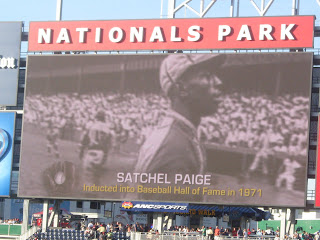 NATIONALS PARK
SATCHEL PAIGE
Inducted into Baseball Hall of Fame in 1971